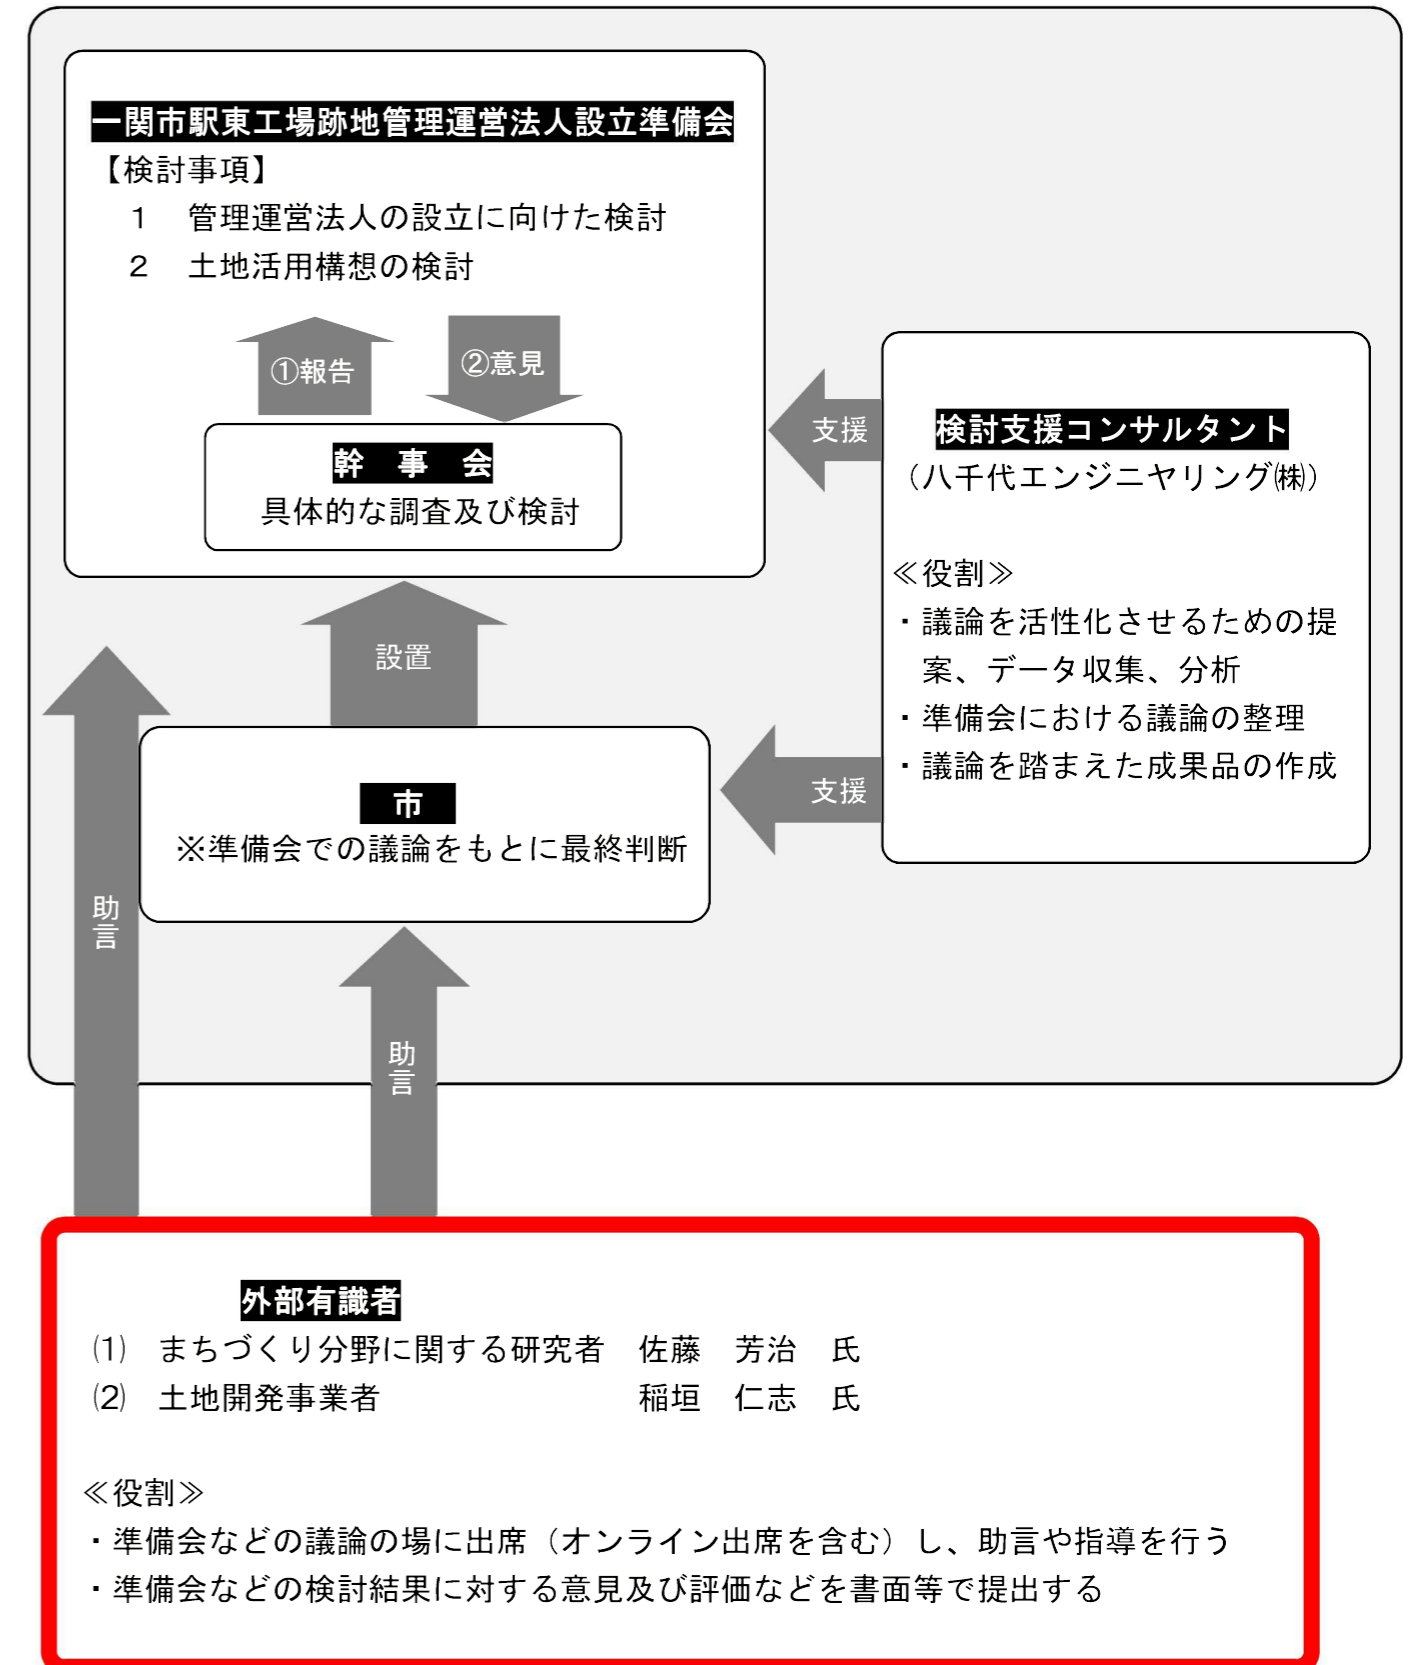 一関市駅東工場跡地管理運営法人設立準備会
【検討事項】
1 管理運営法人の設立に向けた検討
2 土地活用構想の検討
①報告
②意見
幹 事 会
具体的な調査及び検討
支援
検討支援コンサルタント
（八千代エンジニヤリング㈱）
≪役割≫
・議論を活性化させるための提
案、データ収集、分析
・準備会における議論の整理
・議論を踏まえた成果品の作成
設置
支援
市
※準備会での議論をもとに最終判断
助言
助言
外部有識者
⑴ まちづくり分野に関する研究者 佐藤 芳治 氏
⑵ 土地開発事業者 稲垣 仁志 氏
≪役割≫
・準備会などの議論の場に出席（オンライン出席を含む）し、助言や指導を行う
・準備会などの検討結果に対する意見及び評価などを書面等で提出する